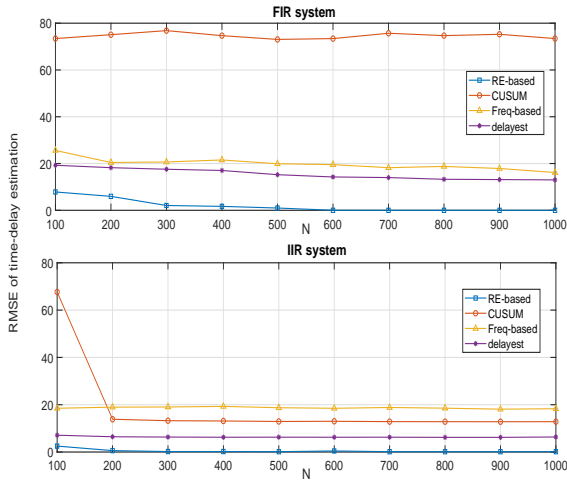 FIR system
80
60
40
20
0
100 200 300 400 500 600 700 800 900 1000
N
RE-based
CUSUM
Freq-based
delayest
RMSE of time-delay estimation
IIR system
80
60
40
20
0
100 200 300 400 500 600 700 800 900 1000
N
RE-based
CUSUM
Freq-based
delayest